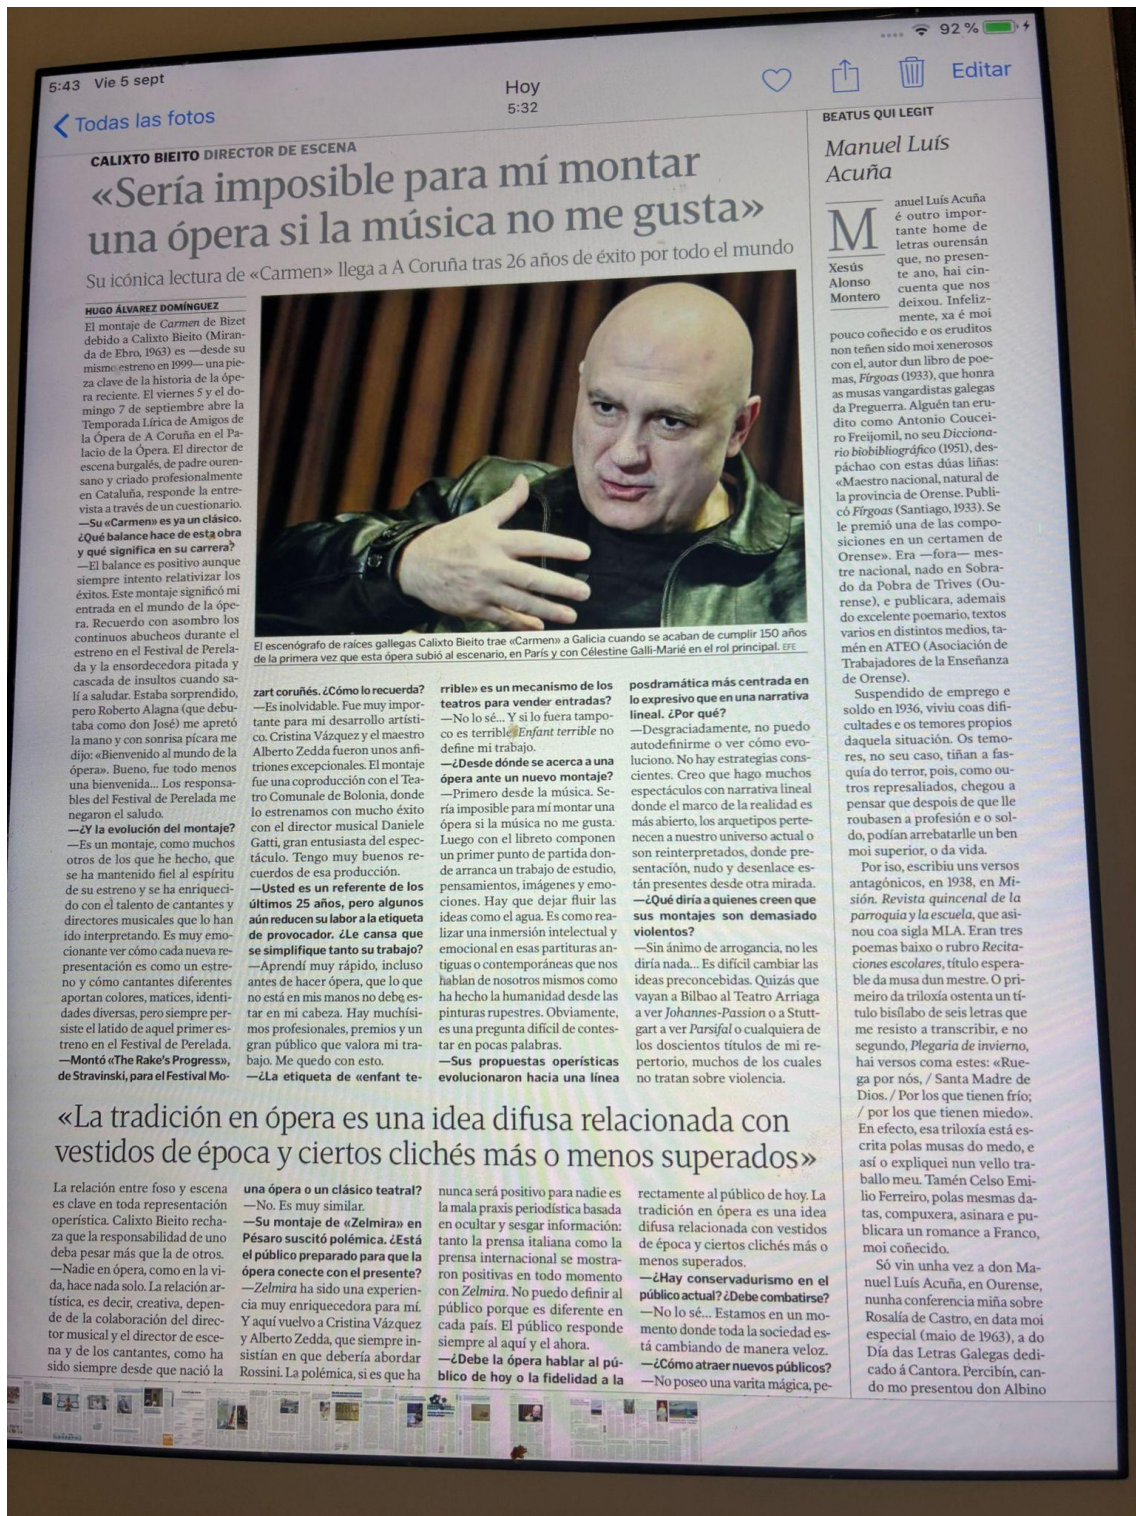 5:43 Vie 5 sept
92 %
Todas las fotos
Hoy
5:32
Editar
CALIXTO BIEITO DIRECTOR DE ESCENA
«Sería imposible para mí montar
una ópera si la música no me gusta»
Su icónica lectura de «Carmen» llega a A Coruña tras 26 años de éxito por todo el mundo
HUGO ÁLVAREZ DOMÍNGUEZ
El montaje de Carmen de Bizet
debido a Calixto Bieito (Miran-
da de Ebro, 1963) es —desde su
mismo estreno en 1999— una pie-
za clave de la historia de la ópe-
ra reciente. El viernes 5 y el do-
mingo 7 de septiembre abre la
Temporada Lírica de Amigos de
la Ópera de A Coruña en el Pa-
lacio de la Ópera. El director de
escena burgalés, de padre ouren-
sano y criado profesionalmente
en Cataluña, responde la entre-
vista a través de un cuestionario.
—Su «Carmen» es ya un clásico.
¿Qué balance hace de esta obra
y qué significa en su carrera?
—El balance es positivo aunque
siempre intento relativizar los
éxitos. Este montaje significó mi
entrada en el mundo de la ópe-
ra. Recuerdo con asombro los
continuos abucheos durante el
estreno en el Festival de Perela-
da y la ensordecedora pitada y
cascada de insultos cuando sa-
lí a saludar. Estaba sorprendido,
pero Roberto Alagna (que debu-
taba como don José) me apretó
la mano y con sonrisa pícara me
dijo: «Bienvenido al mundo de la
ópera». Bueno, fue todo menos
una bienvenida... Los responsa-
bles del Festival de Perelada me
negaron el saludo.
—¿Y la evolución del montaje?
—Es un montaje, como muchos
otros de los que he hecho, que
se ha mantenido fiel al espíritu
de su estreno y se ha enriqueci-
do con el talento de cantantes y
directores musicales que lo han
ido interpretando. Es muy emo-
cionante ver cómo cada nueva re-
presentación es como un estre-
no y cómo cantantes diferentes
aportan colores, matices, identi-
dades diversas, pero siempre per-
siste el latido de aquel primer es-
treno en el Festival de Perelada.
—Montó «The Rake's Progress»,
de Stravinski, para el Festival Mo-
El escenógrafo de raíces gallegas Calixto Bieito trae «Carmen» a Galicia cuando se acaban de cumplir 150 años
de la primera vez que esta ópera subió al escenario, en París y con Célestine Galli-Marié en el rol principal. EFE
zart coruñés. ¿Cómo lo recuerda?
—Es inolvidable. Fue muy impor-
tante para mi desarrollo artísti-
co. Cristina Vázquez y el maestro
Alberto Zedda fueron unos anfi-
triones excepcionales. El montaje
fue una coproducción con el Tea-
tro Comunale de Bolonia, donde
lo estrenamos con mucho éxito
con el director musical Daniele
Gatti, gran entusiasta del espec-
táculo. Tengo muy buenos re-
cuerdos de esa producción.
—Usted es un referente de los
últimos 25 años, pero algunos
aún reducen su labor a la etiqueta
de provocador. ¿Le cansa que
se simplifique tanto su trabajo?
—Aprendí muy rápido, incluso
antes de hacer ópera, que lo que
no está en mis manos no debe es-
tar en mi cabeza. Hay muchísi-
mos profesionales, premios y un
gran público que valora mi tra-
bajo. Me quedo con esto.
—¿La etiqueta de «enfant te-
rrible» es un mecanismo de los
teatros para vender entradas?
—No lo sé... Y si lo fuera tampo-
co es terrible. Enfant terrible no
define mi trabajo.
—¿Desde dónde se acerca a una
ópera ante un nuevo montaje?
—Primero desde la música. Se-
ría imposible para mí montar una
ópera si la música no me gusta.
Luego con el libreto componen
un primer punto de partida don-
de arranca un trabajo de estudio,
pensamientos, imágenes y emo-
ciones. Hay que dejar fluir las
ideas como el agua. Es como rea-
lizar una inmersión intelectual y
emocional en esas partituras an-
tiguas o contemporáneas que nos
hablan de nosotros mismos como
ha hecho la humanidad desde las
pinturas rupestres. Obviamente,
es una pregunta difícil de contes-
tar en pocas palabras.
—Sus propuestas operísticas
evolucionaron hacia una línea
posdramática más centrada en
lo expresivo que en una narrativa
lineal. ¿Por qué?
—Desgraciadamente, no puedo
autodefinirme o ver cómo evo-
luciono. No hay estrategias cons-
cientes. Creo que hago muchos
espectáculos con narrativa lineal
donde el marco de la realidad es
más abierto, los arquetipos perte-
necen a nuestro universo actual o
son reinterpretados, donde pre-
sentación, nudo y desenlace es-
tán presentes desde otra mirada.
—¿Qué diría a quienes creen que
sus montajes son demasiado
violentos?
—Sin ánimo de arrogancia, no les
diría nada... Es difícil cambiar las
ideas preconcebidas. Quizás que
vayan a Bilbao al Teatro Arriaga
a ver Johannes-Passion o a Stutt-
gart a ver Parsifal o cualquiera de
los doscientos títulos de mi re-
pertorio, muchos de los cuales
no tratan sobre violencia.
«La tradición en ópera es una idea difusa relacionada con
vestidos de época y ciertos clichés más o menos superados»
La relación entre foso y escena
es clave en toda representación
operística. Calixto Bieito recha-
za que la responsabilidad de uno
deba pesar más que la de otros.
—Nadie en ópera, como en la vi-
da, hace nada solo. La relación ar-
tística, es decir, creativa, depen-
de de la colaboración del direc-
tor musical y el director de esce-
na y de los cantantes, como ha
sido siempre desde que nació la
una ópera o un clásico teatral?
—No. Es muy similar.
—Su montaje de «Zelmira» en
Pésaro suscitó polémica. ¿Está
el público preparado para que la
ópera conecte con el presente?
—Zelmira ha sido una experien-
cia muy enriquecedora para mí.
Y aquí vuelvo a Cristina Vázquez
y Alberto Zedda, que siempre in-
sistían en que debería abordar
Rossini. La polémica, si es que ha
nunca será positivo para nadie es
la mala praxis periodística basada
en ocultar y sesgar información:
tanto la prensa italiana como la
prensa internacional se mostra-
ron positivas en todo momento
con Zelmira. No puedo definir al
público porque es diferente en
cada país. El público responde
siempre al aquí y el ahora.
—¿Debe la ópera hablar al pú-
blico de hoy o la fidelidad a la
rectamente al público de hoy. La
tradición en ópera es una idea
difusa relacionada con vestidos
de época y ciertos clichés más o
menos superados.
—¿Hay conservadurismo en el
público actual? ¿Debe combatirse?
—No lo sé... Estamos en un mo-
mento donde toda la sociedad es-
tá cambiando de manera veloz.
—¿Cómo atraer nuevos públicos?
—No poseo una varita mágica, pe-
BEATUS QUI LEGIT
Manuel Luís
Acuña
Xesús
Alonso
Montero
Manuel Luís Acuña
é outro impor-
tante home de
letras ourensán
que, no presen-
te ano, hai cin-
cuenta que nos
deixou. Infeliz-
mente, xa é moi
pouco coñecido e os eruditos
non teñen sido moi xenerosos
con el, autor dun libro de poe-
mas, Fírgoas (1933), que honra
as musas vangardistas galegas
da Preguerra. Alguén tan eru-
dito como Antonio Coucei-
ro Freijomil, no seu Dicciona-
rio biobibliográfico (1951), des-
páchao con estas dúas liñas:
«Maestro nacional, natural de
la provincia de Orense. Publi-
có Fírgoas (Santiago, 1933). Se
le premió una de las compo-
siciones en un certamen de
Orense». Era —fora— mes-
tre nacional, nado en Sobra-
do da Pobra de Trives (Ou-
rense), e publicara, ademais
do excelente poemario, textos
varios en distintos medios, ta-
mén en ATEO (Asociación de
Trabajadores de la Enseñanza
de Orense).
Suspendido de emprego e
soldo en 1936, viviu coas difi-
cultades e os temores propios
daquela situación. Os temo-
res, no seu caso, tiñan a fas-
quía do terror, pois, como ou-
tros represaliados, chegou a
pensar que despois de que lle
roubasen a profesión e o sol-
do, podían arrebatarlle un ben
moi superior, o da vida.
Por iso, escribiu uns versos
antagónicos, en 1938, en Mi-
sión. Revista quincenal de la
parroquia y la escuela, que asi-
nou coa sigla MLA. Eran tres
poemas baixo o rubro Recita-
ciones escolares, título espera-
ble da musa dun mestre. O pri-
meiro da triloxía ostenta un tí-
tulo bisílabo de seis letras que
me resisto a transcribir, e no
segundo, Plegaria de invierno,
hai versos coma estes: «Rue-
ga por nós, / Santa Madre de
Dios. / Por los que tienen frío;
/ por los que tienen miedo».
En efecto, esa triloxía está es-
crita polas musas do medo, e
así o expliquei nun vello tra-
ballo meu. Tamén Celso Emi-
lio Ferreiro, polas mesmas da-
tas, compuxera, asinara e pu-
blicara un romance a Franco,
moi coñecido.
Só vin unha vez a don Ma-
nuel Luís Acuña, en Ourense,
nunha conferencia miña sobre
Rosalía de Castro, en data moi
especial (maio de 1963), a do
Día das Letras Galegas dedi-
cado á Cantora. Percibín, can-
do mo presentou don Albino